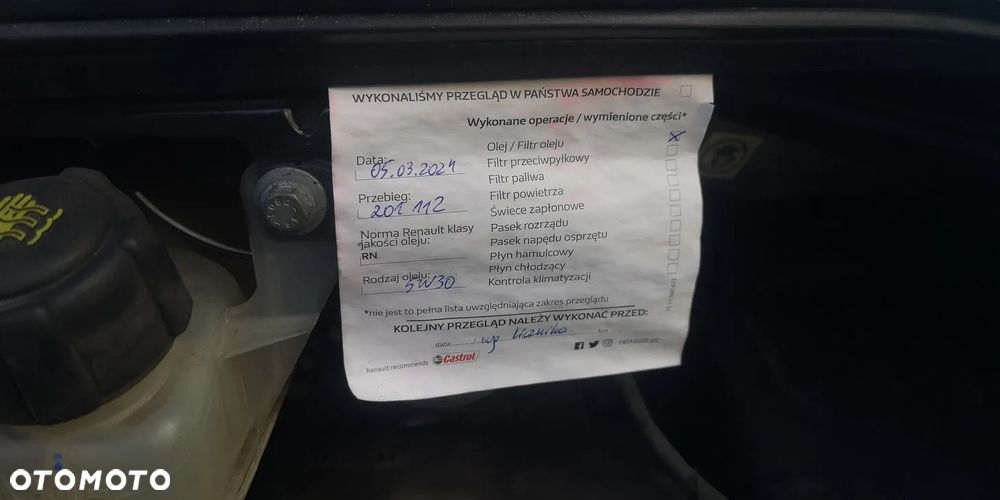 WYKONALIŚMY PRZEGLĄD W PAŃSTWA SAMOCHODZIE
Wykonane operacje / wymienione części*
Data: 05.03.2024
Przebieg: 201 112
Norma Renault klasy jakości oleju:
RN
Rodzaj oleju: 5W30
Olej / Filtr oleju
Filtr przeciwpyłkowy
Filtr paliwa
Filtr powietrza
Świece zapłonowe
Pasek rozrządu
Pasek napędu osprzętu
Płyn hamulcowy
Płyn chłodzący
Kontrola klimatyzacji
*nie jest to pełna lista uwzględniająca zakres przeglądu
KOLEJNY PRZEGLĄD NALEŻY WYKONAĆ PRZED:
data / wg licznika km
Renault recommends Castrol
renault.pl
OTOMOTO